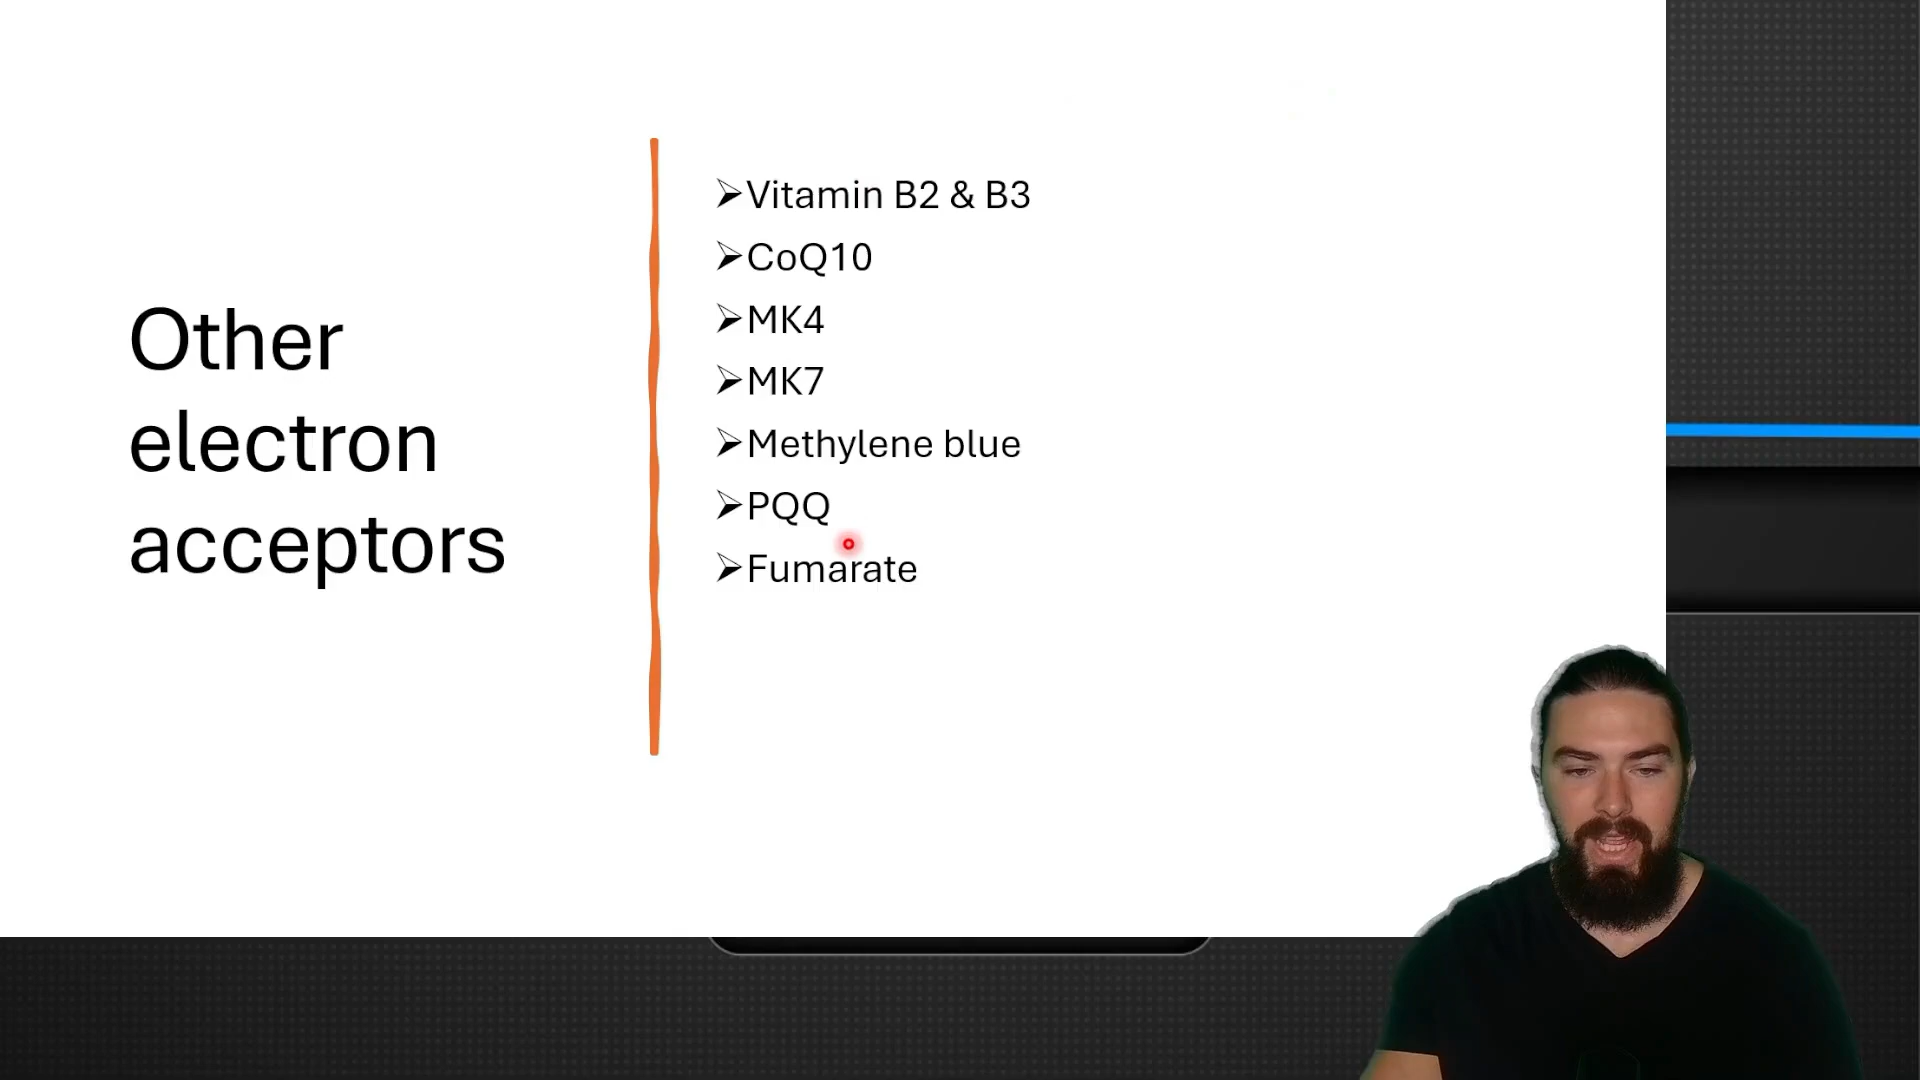 Other
electron
acceptors
➢Vitamin B2 & B3
➢CoQ10
➢MK4
➢MK7
➢Methylene blue
➢PQQ
➢Fumarate